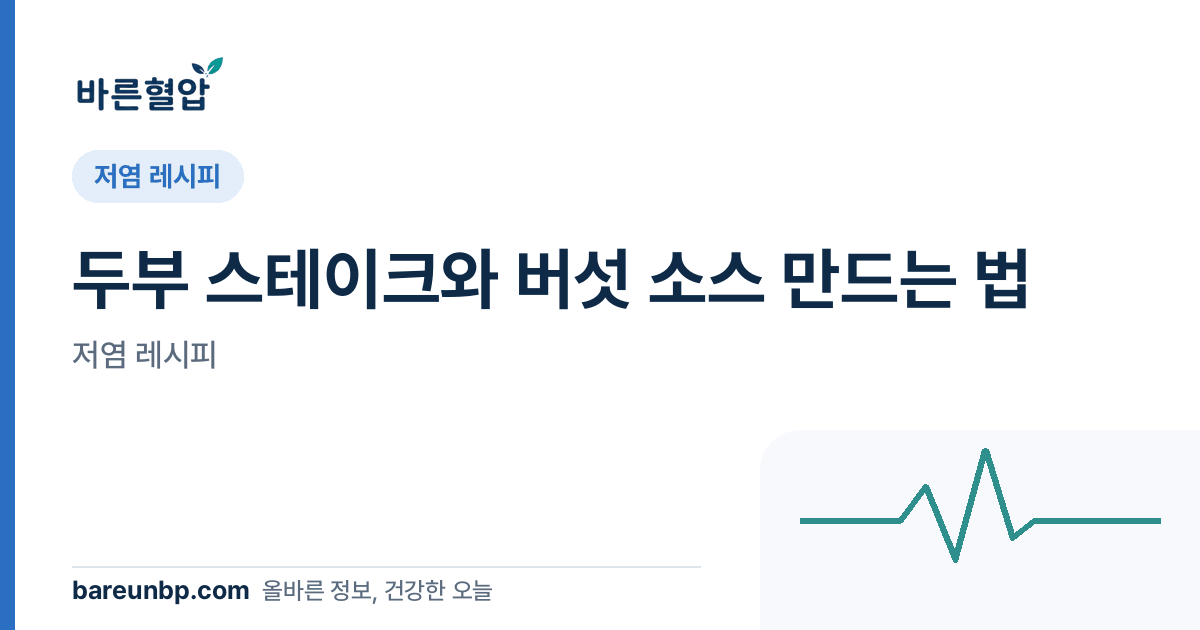 바른혈압
저염 레시피
두부 스테이크와 버섯 소스 만드는 법
저염 레시피
bareunbp.com 올바른 정보, 건강한 오늘